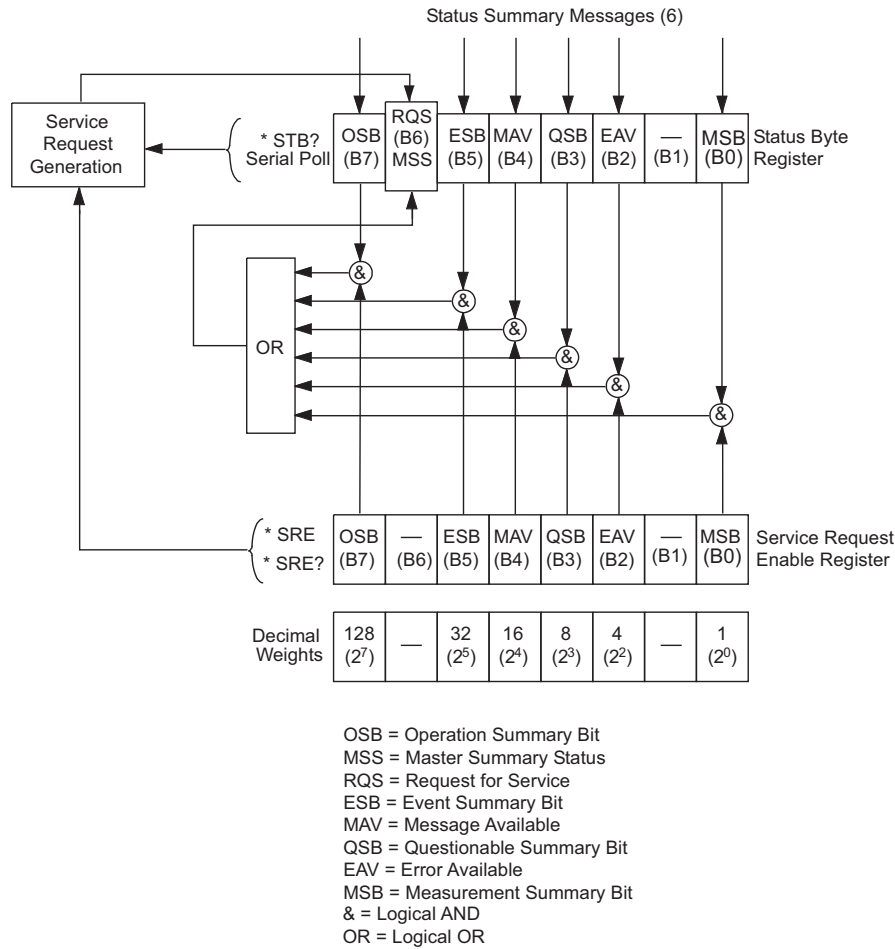 Status Summary Messages (6)
Service
Request
Generation
* STB?
Serial Poll
OSB
(B7)
RQS
(B6)
MSS
ESB
(B5)
MAV
(B4)
QSB
(B3)
EAV
(B2)
—
(B1)
MSB
(B0)
Status Byte
Register
&
&
&
&
&
&
OR
* SRE
* SRE?
OSB
(B7)
—
(B6)
ESB
(B5)
MAV
(B4)
QSB
(B3)
EAV
(B2)
—
(B1)
MSB
(B0)
Service Request
Enable Register
Decimal
Weights
128
(2⁷)
—
32
(2⁵)
16
(2⁴)
8
(2³)
4
(2²)
—
1
(2⁰)
OSB = Operation Summary Bit
MSS = Master Summary Status
RQS = Request for Service
ESB = Event Summary Bit
MAV = Message Available
QSB = Questionable Summary Bit
EAV = Error Available
MSB = Measurement Summary Bit
& = Logical AND
OR = Logical OR